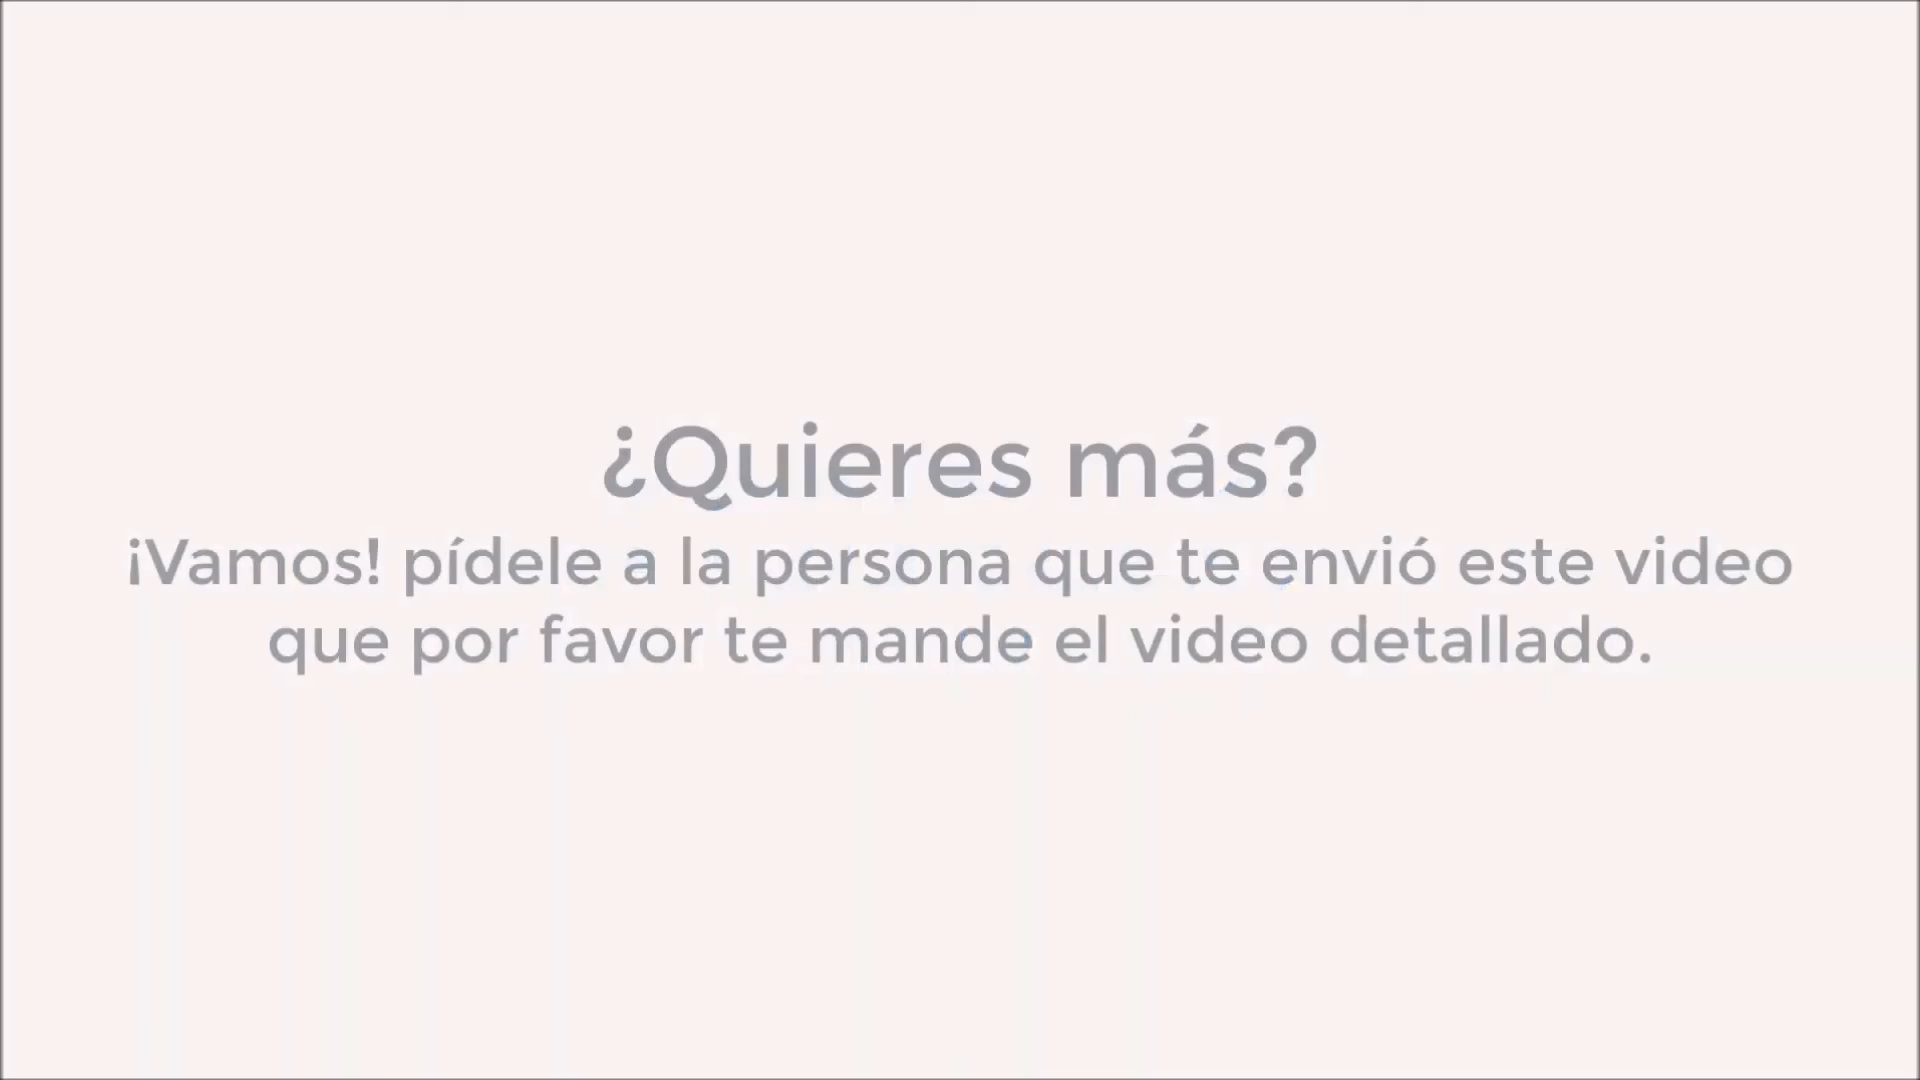 ¿Quieres más?
¡Vamos! pídele a la persona que te envió este video
que por favor te mande el video detallado.